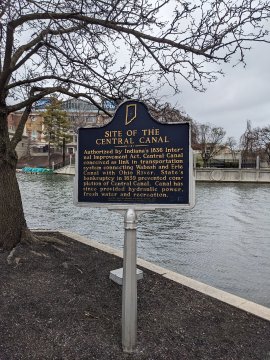 SITE OF THE
CENTRAL CANAL
Authorized by Indiana's 1836 Inter-
nal Improvement Act. Central Canal
conceived as link in transportation
system connecting Wabash and Erie
Canal with Ohio River. State's
bankruptcy in 1839 prevented com-
pletion of Central Canal. Canal has
since provided hydraulic power,
fresh water and recreation.